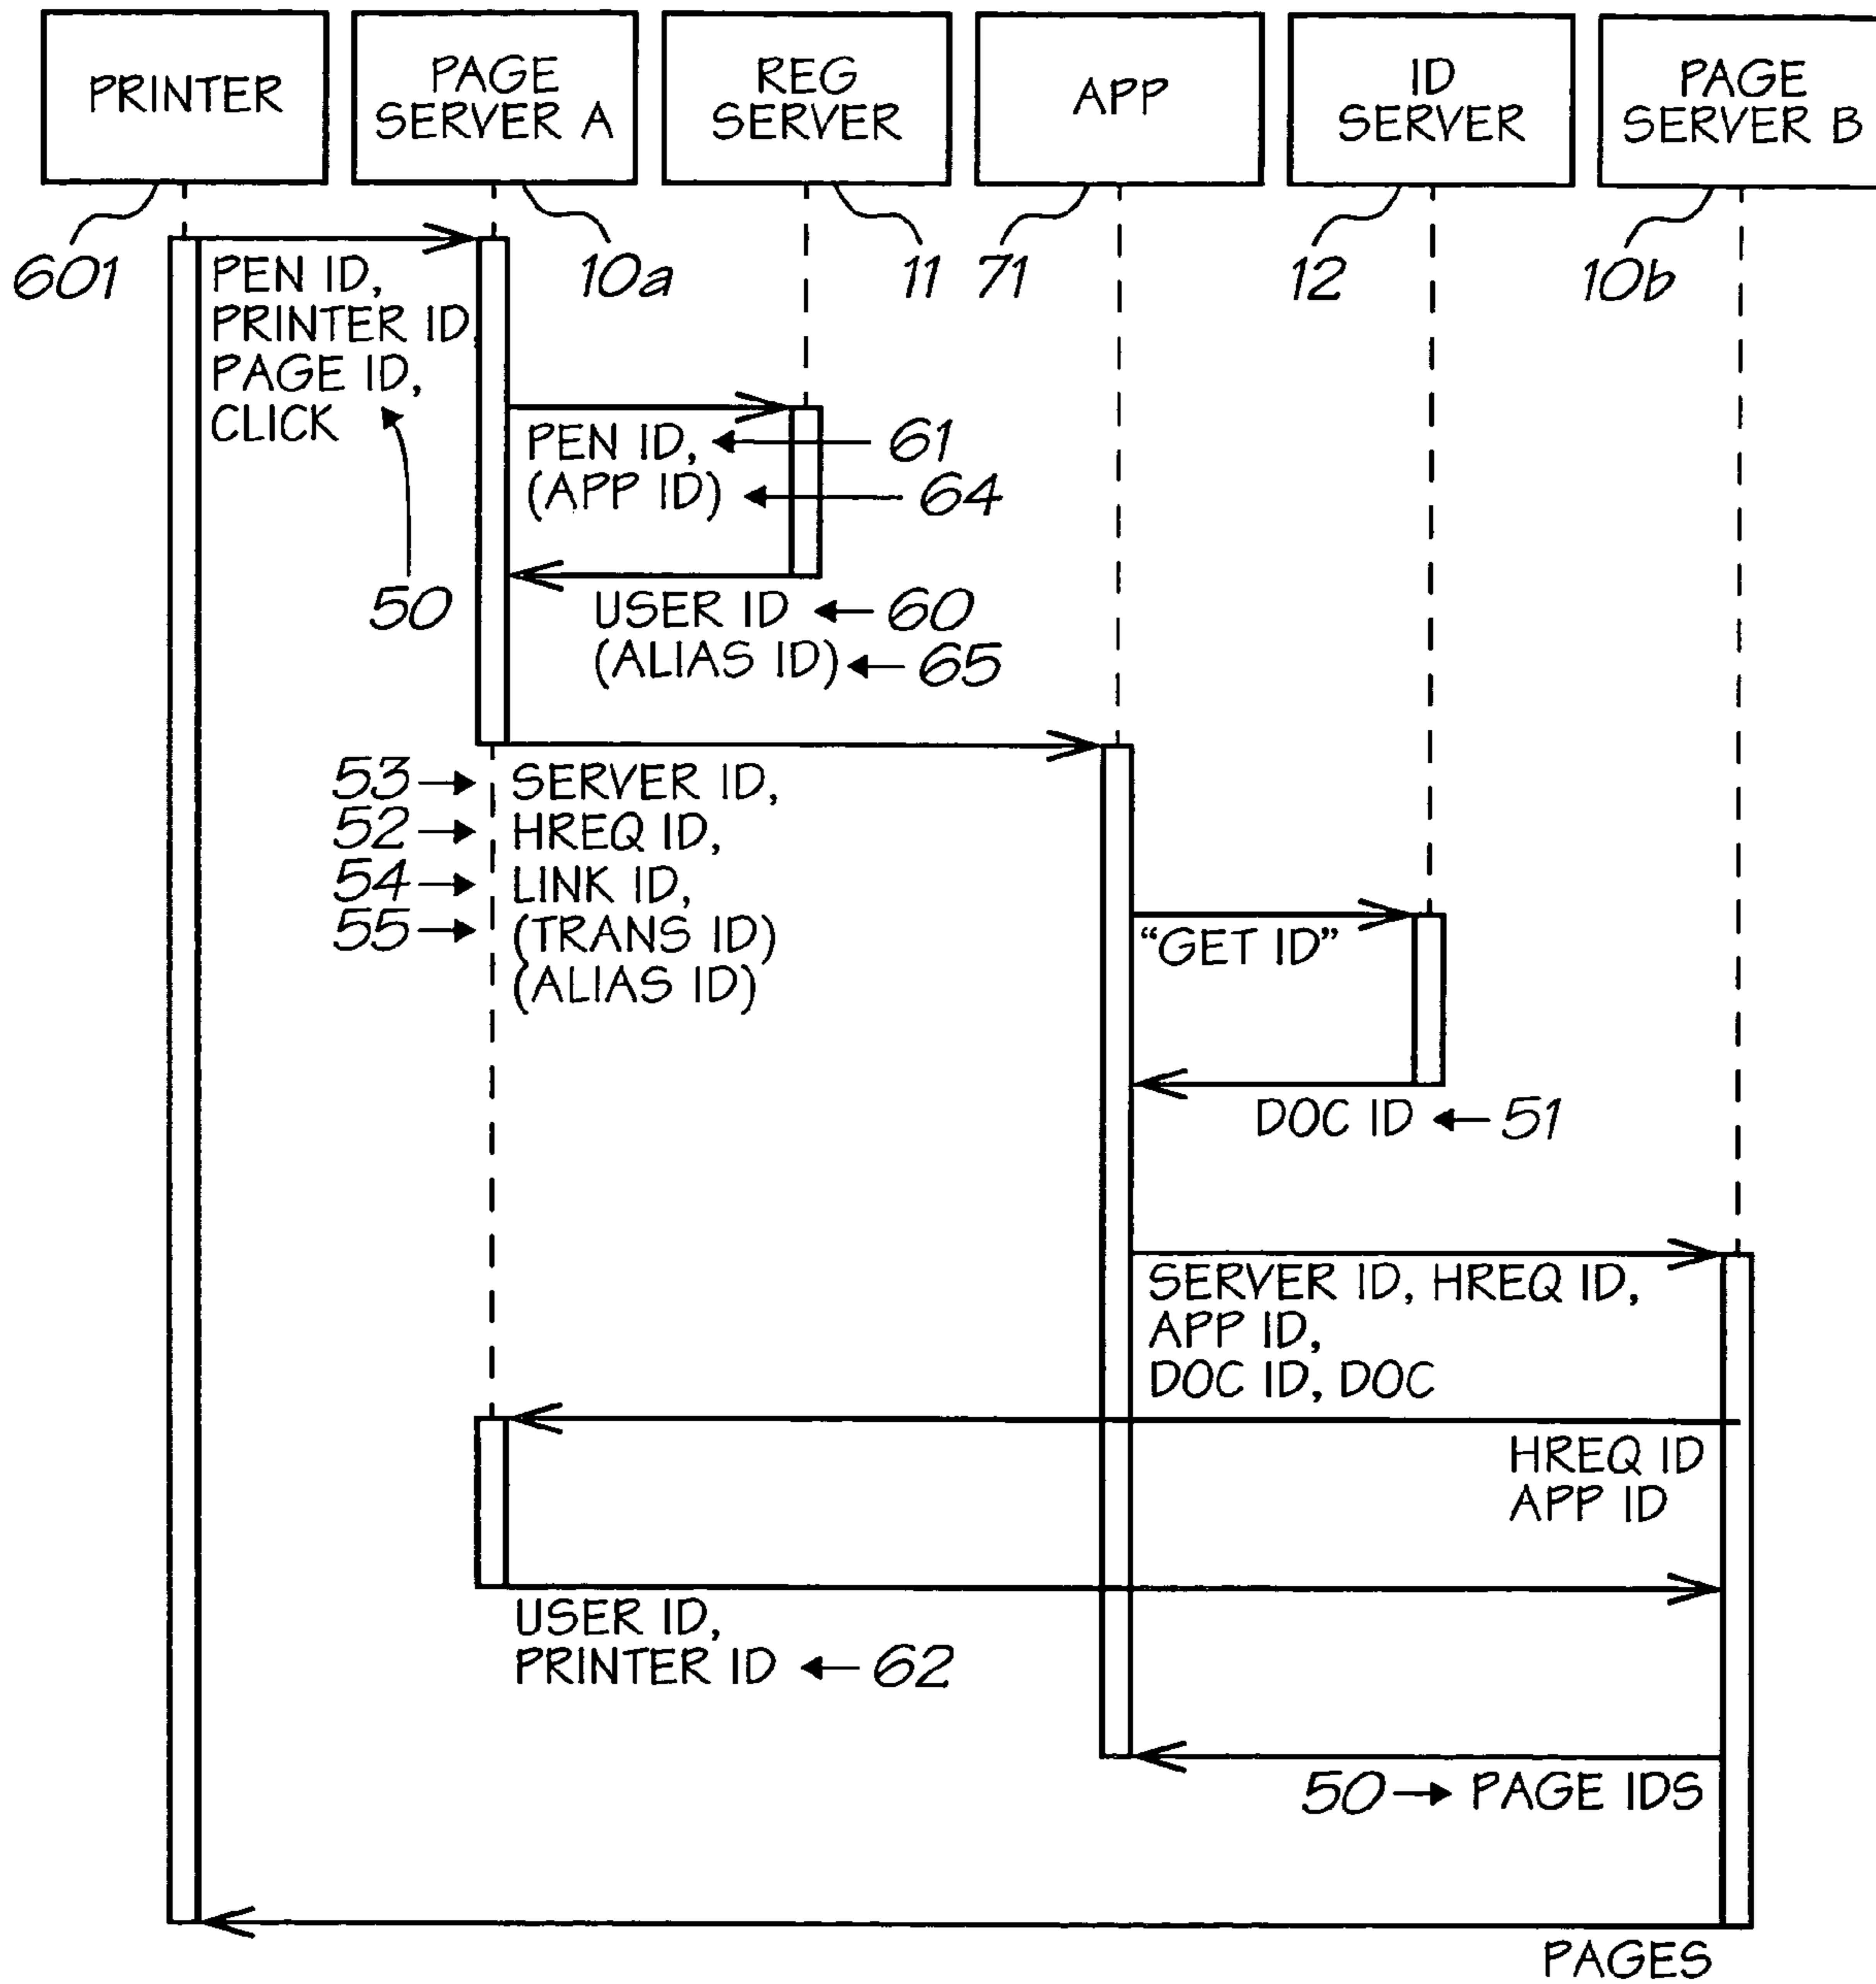 PRINTER
PAGE
SERVER A
REG
SERVER
APP
ID
SERVER
PAGE
SERVER B
601
10a
11
71
12
10b
PEN ID,
PRINTER ID
PAGE ID,
CLICK
50
PEN ID,
61
(APP ID)
64
USER ID
60
(ALIAS ID)
65
53
SERVER ID,
52
HREQ ID,
54
LINK ID,
55
(TRANS ID)
(ALIAS ID)
“GET ID”
DOC ID
51
SERVER ID, HREQ ID,
APP ID,
DOC ID, DOC
HREQ ID
APP ID
USER ID,
PRINTER ID
62
50
PAGE IDS
PAGES